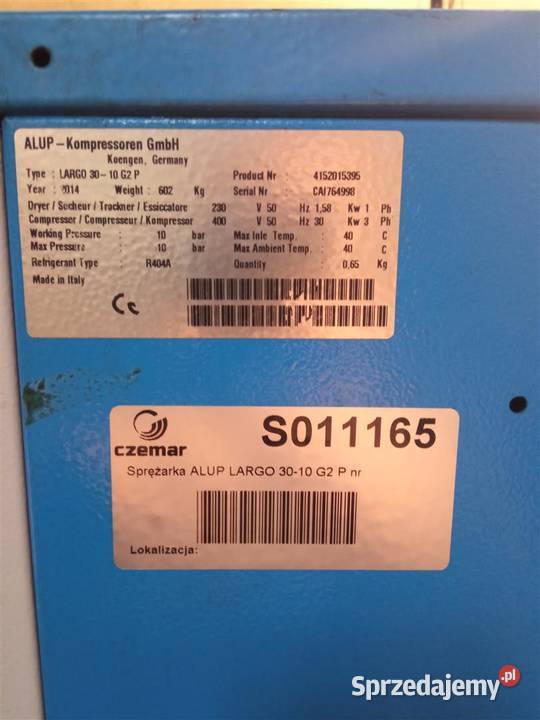 ALUP-Kompressoren GmbH
Koengen, Germany
Type : LARGO 30-10 G2 P Product Nr : 4152015395
Year : 2014 Weight : 602 Kg Serial Nr : CAI764998
Dryer / Secheur / Trockner / Essiccatore 230 V 50 Hz 1,58 Kw 1 Ph
Compressor / Compresseur / Kompressor 400 V 50 Hz 30 Kw 3 Ph
Working Pressure : 10 bar Max Inle Temp. : 40 C
Max Pressure : 10 bar Max Ambient Temp. : 40 C
Refrigerant Type R404A Quantity : 0,65 Kg
Made in Italy
CE
czemar
S011165
Sprężarka ALUP LARGO 30-10 G2 P nr
Lokalizacja:
Sprzedajemy.pl